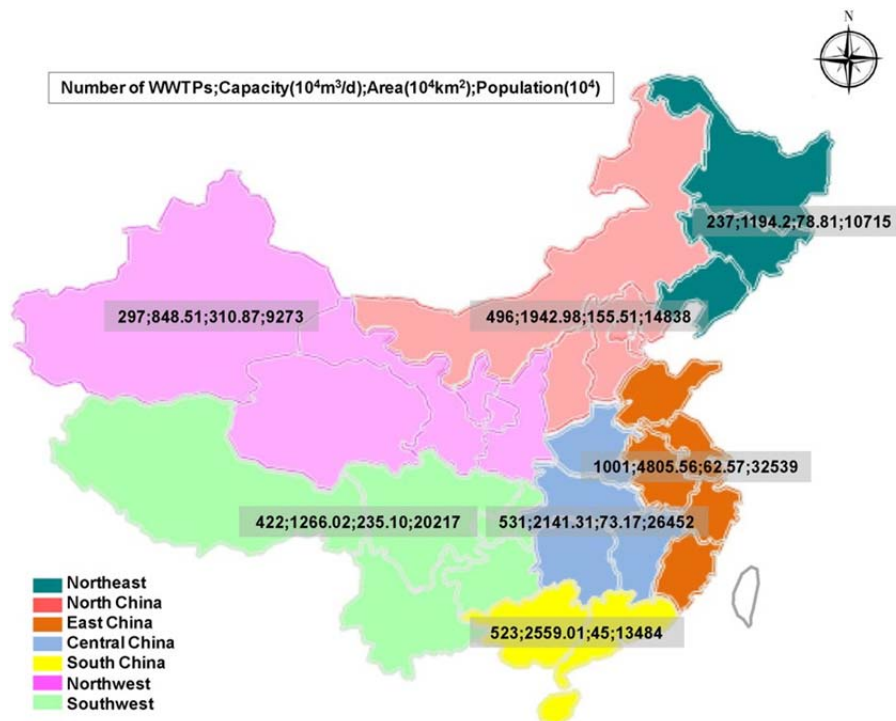 N
Number of WWTPs;Capacity(10⁴m³/d);Area(10⁴km²);Population(10⁴)
237;1194.2;78.81;10715
297;848.51;310.87;9273
496;1942.98;155.51;14838
1001;4805.56;62.57;32539
422;1266.02;235.10;20217
531;2141.31;73.17;26452
523;2559.01;45;13484
Northeast
North China
East China
Central China
South China
Northwest
Southwest